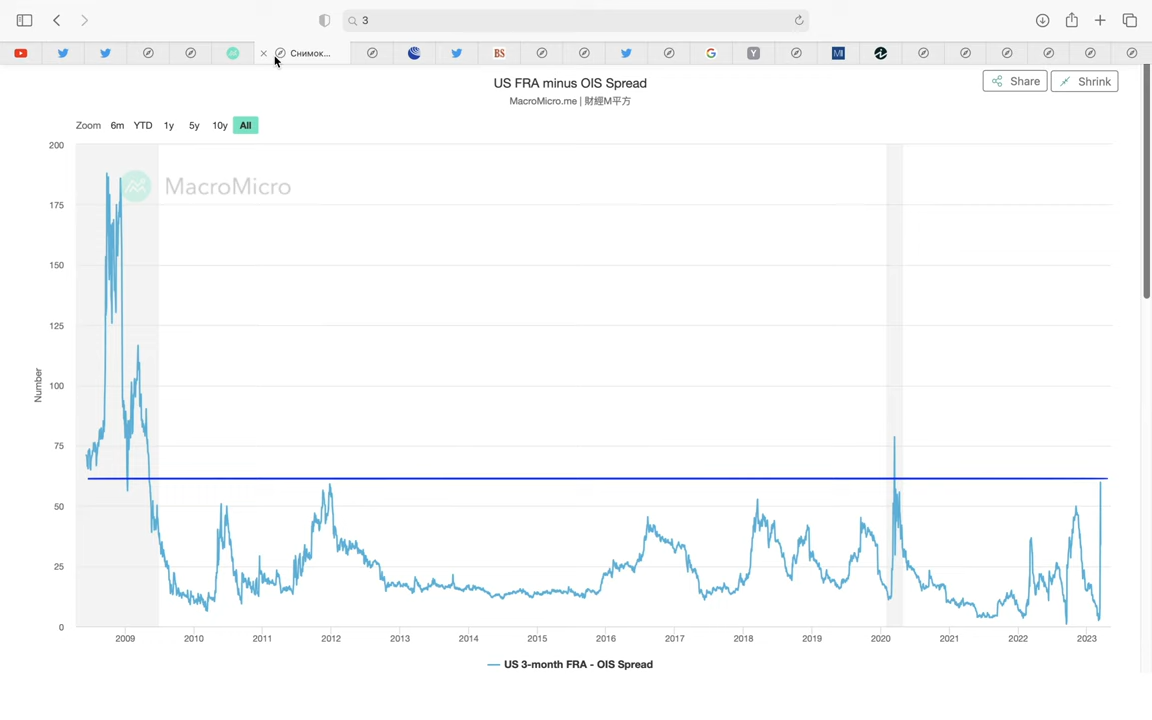 3
Снимок...
BS
G
Y
MI
US FRA minus OIS Spread
MacroMicro.me | 財經M平方
Share
Shrink
Zoom 6m YTD 1y 5y 10y All
MacroMicro
200
175
150
125
100
75
50
25
0
Number
2009 2010 2011 2012 2013 2014 2015 2016 2017 2018 2019 2020 2021 2022 2023
US 3-month FRA - OIS Spread